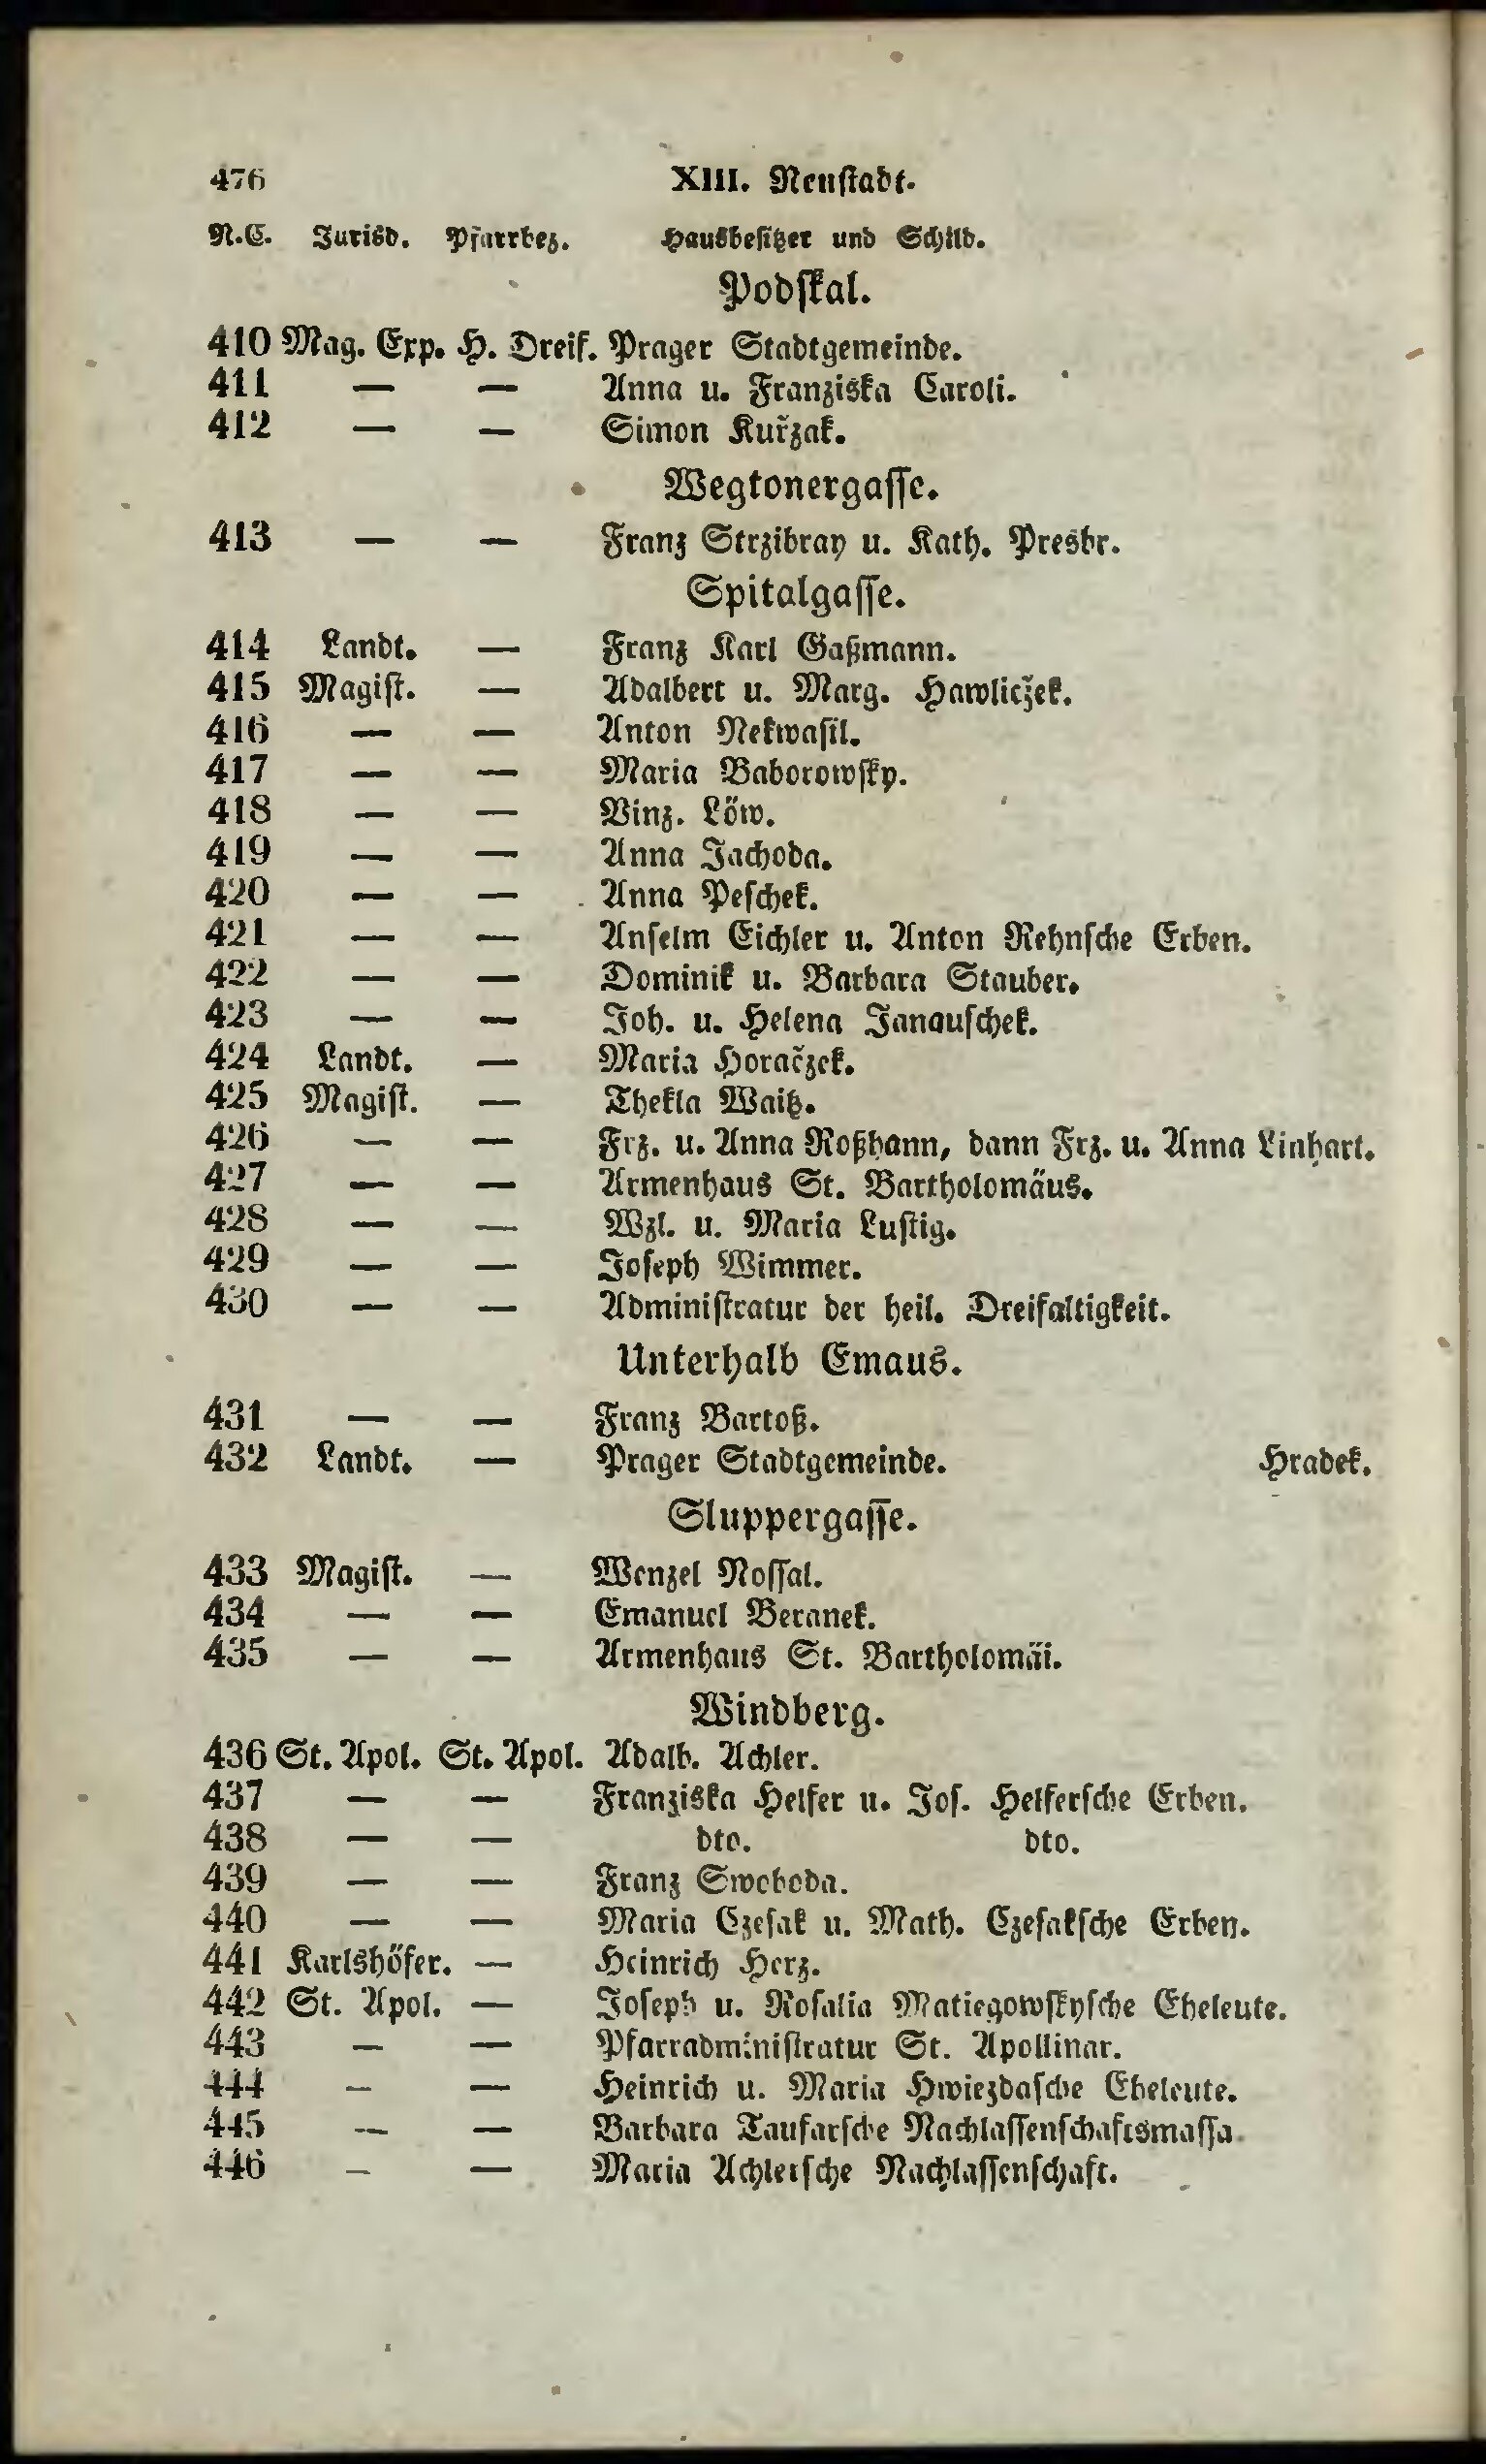 476 XIII. Neuſtadt.
N.C. Jurisd. Pfarrbez. Hausbeſitzer und Schild.
Podſkal.
410 Mag. Exp. H. Dreif. Prager Stadtgemeinde.
411 — — Anna u. Franziska Caroli.
412 — — Simon Kuřzak.
Wegtonergaſſe.
413 — — Franz Strzibray u. Kath. Presbr.
Spitalgaſſe.
414 Landt. — Franz Karl Gaßmann.
415 Magiſt. — Adalbert u. Marg. Hawliczek.
416 — — Anton Nekwaſil.
417 — — Maria Baborowſky.
418 — — Vinz. Löw.
419 — — Anna Jachoda.
420 — — Anna Peſchek.
421 — — Anſelm Eichler u. Anton Rehnſche Erben.
422 — — Dominik u. Barbara Stauber.
423 — — Joh. u. Helena Janauſchek.
424 Landt. — Maria Horačzek.
425 Magiſt. — Thekla Waitz.
426 — — Frz. u. Anna Roßhann, dann Frz. u. Anna Linhart.
427 — — Armenhaus St. Bartholomäus.
428 — — Wzl. u. Maria Luſtig.
429 — — Joſeph Wimmer.
430 — — Adminiſtratur der heil. Dreifaltigkeit.
Unterhalb Emaus.
431 — — Franz Bartoß.
432 Landt. — Prager Stadtgemeinde. Hradek.
Sluppergaſſe.
433 Magiſt. — Wenzel Noſſal.
434 — — Emanuel Beranek.
435 — — Armenhaus St. Bartholomäi.
Windberg.
436 St. Apol. St. Apol. Adalb. Achler.
437 — — Franziska Helfer u. Joſ. Helferſche Erben.
438 — — dto. dto.
439 — — Franz Swoboda.
440 — — Maria Czeſak u. Math. Czeſakſche Erben.
441 Karlshöfer. — Heinrich Herz.
442 St. Apol. — Joſeph u. Roſalia Matiegowſkyſche Eheleute.
443 — — Pfarradminiſtratur St. Apollinar.
444 — — Heinrich u. Maria Hwiezdaſche Eheleute.
445 — — Barbara Taufarſche Nachlaſſenſchaftsmaſſa.
446 — — Maria Achlerſche Nachlaſſenſchaft.